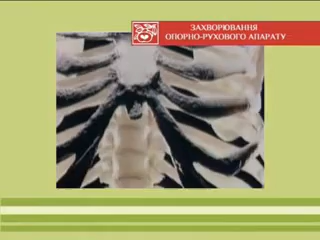 ЗАХВОРЮВАННЯ
ОПОРНО-РУХОВОГО АПАРАТУ